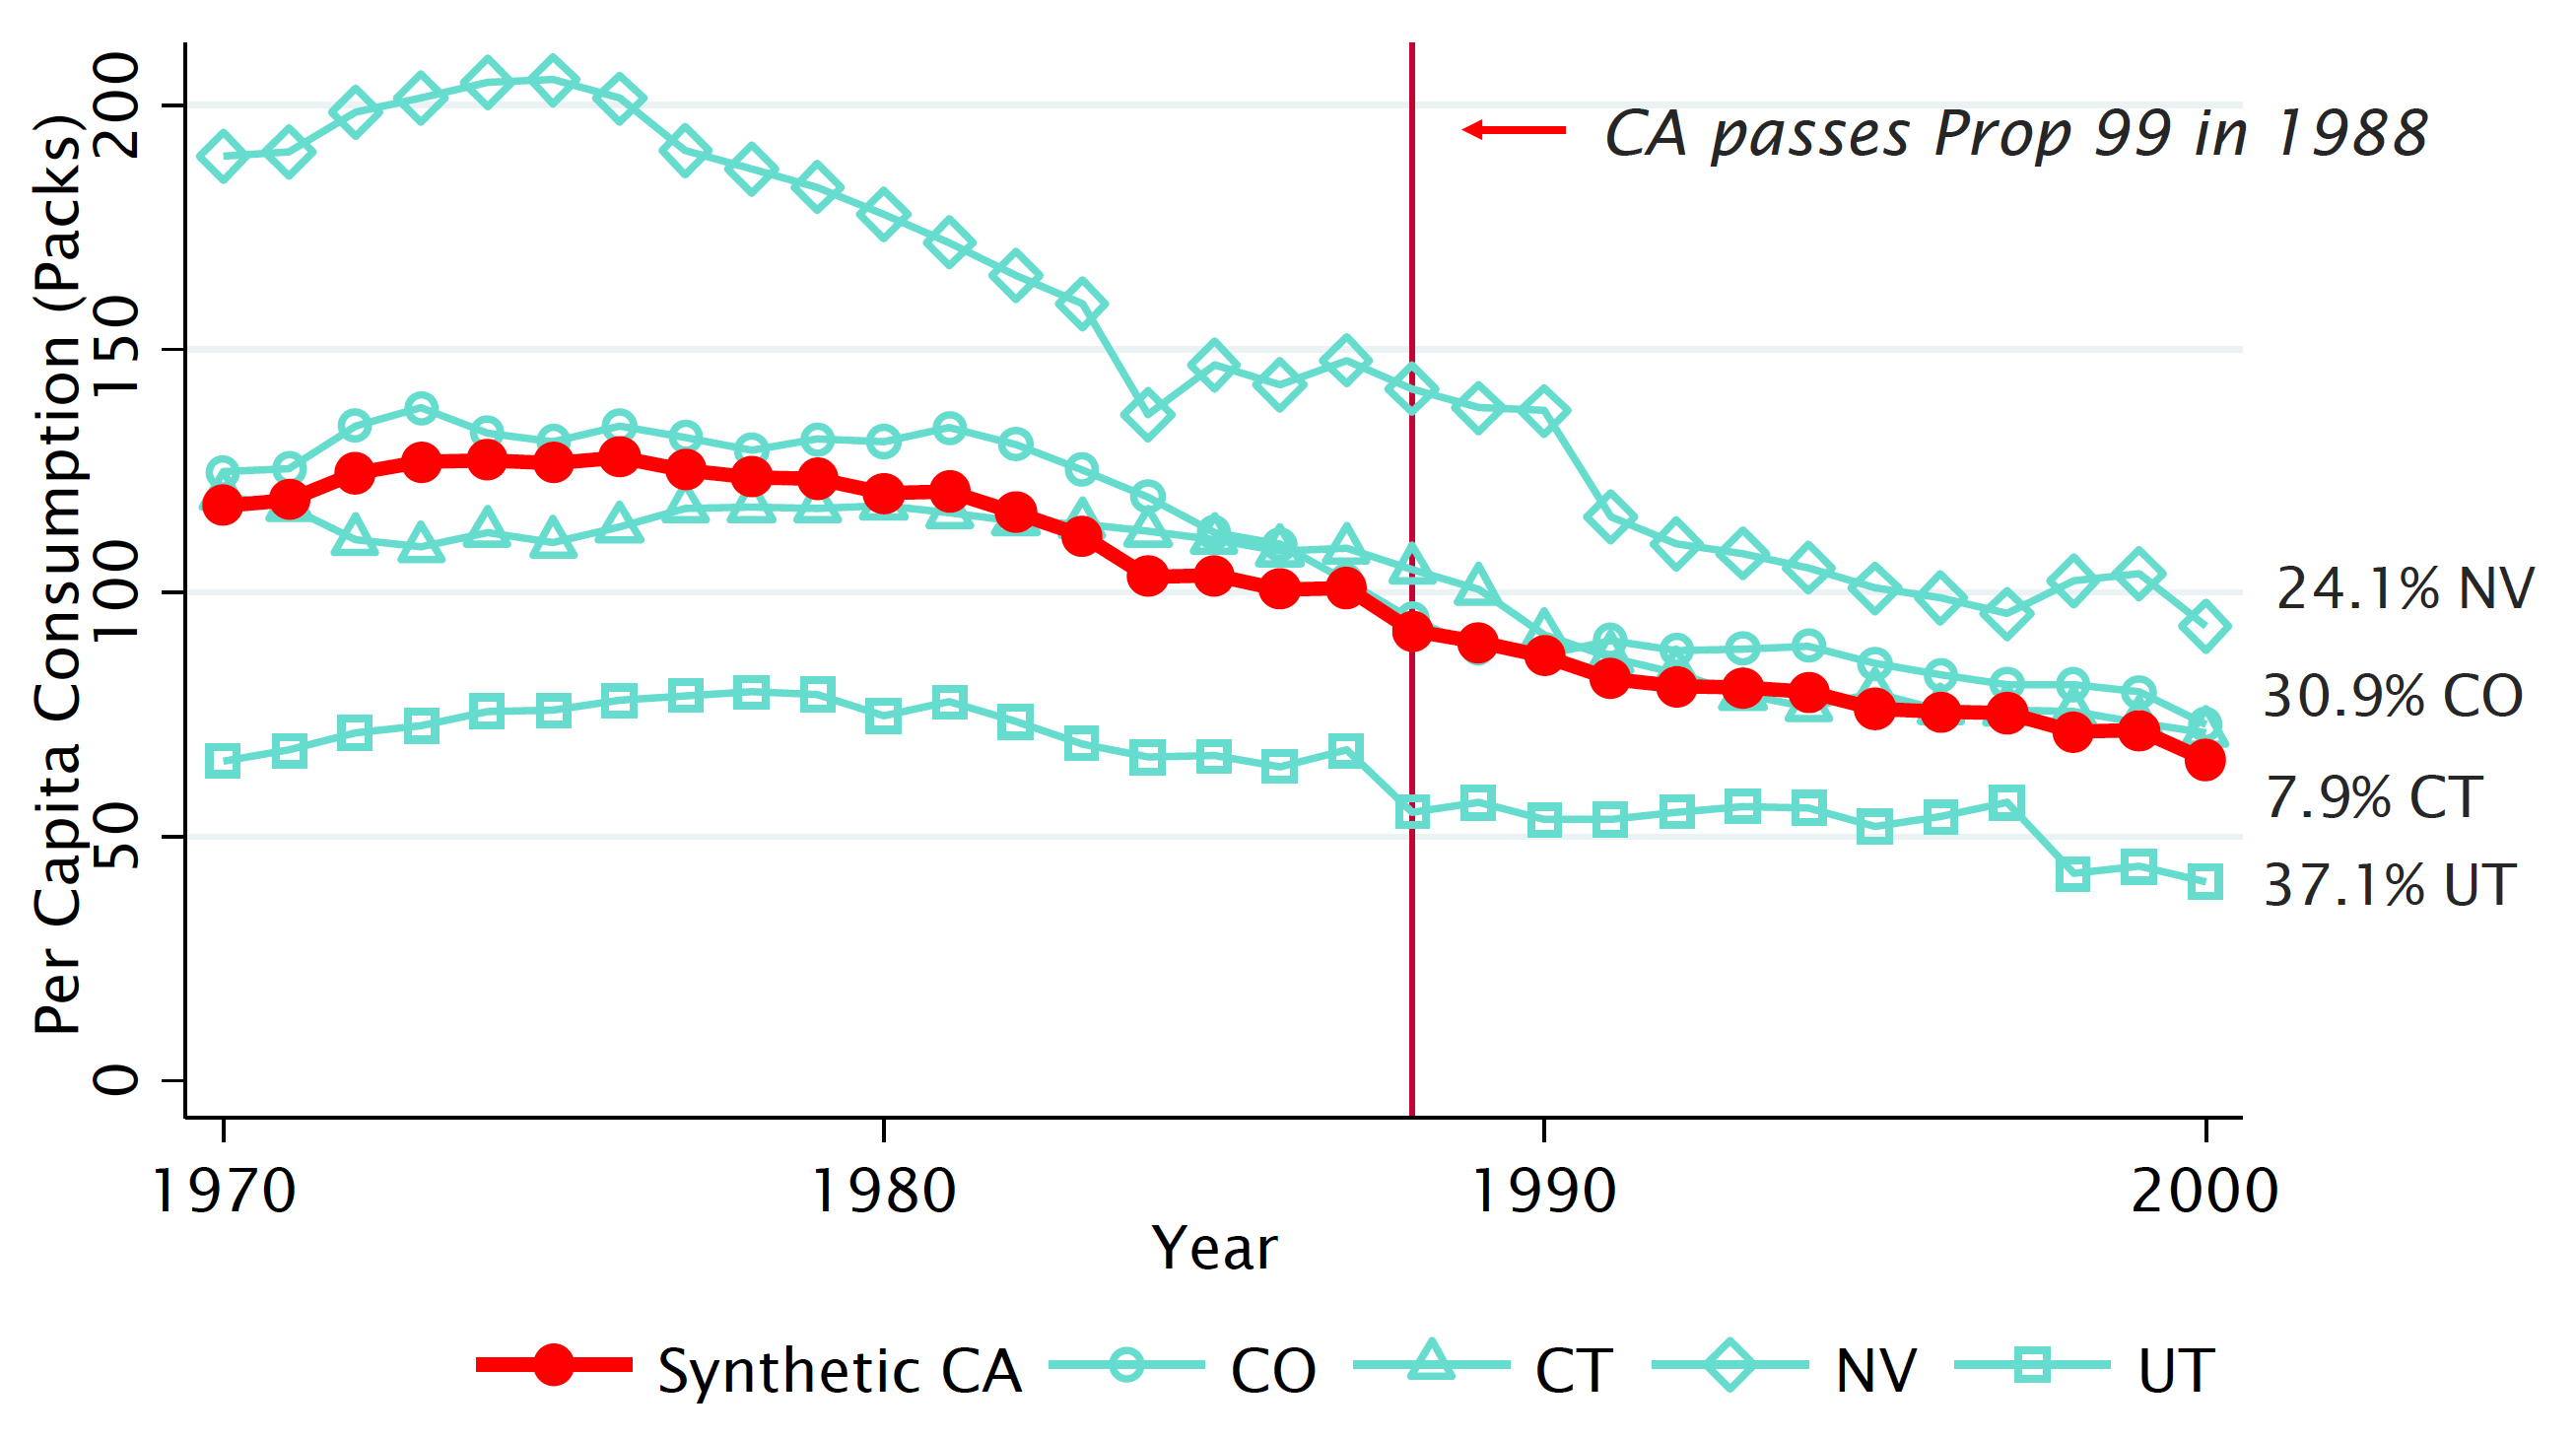 Per Capita Consumption (Packs)
200
150
100
50
0
CA passes Prop 99 in 1988
24.1% NV
30.9% CO
7.9% CT
37.1% UT
1970 1980 1990 2000
Year
Synthetic CA CO CT NV UT